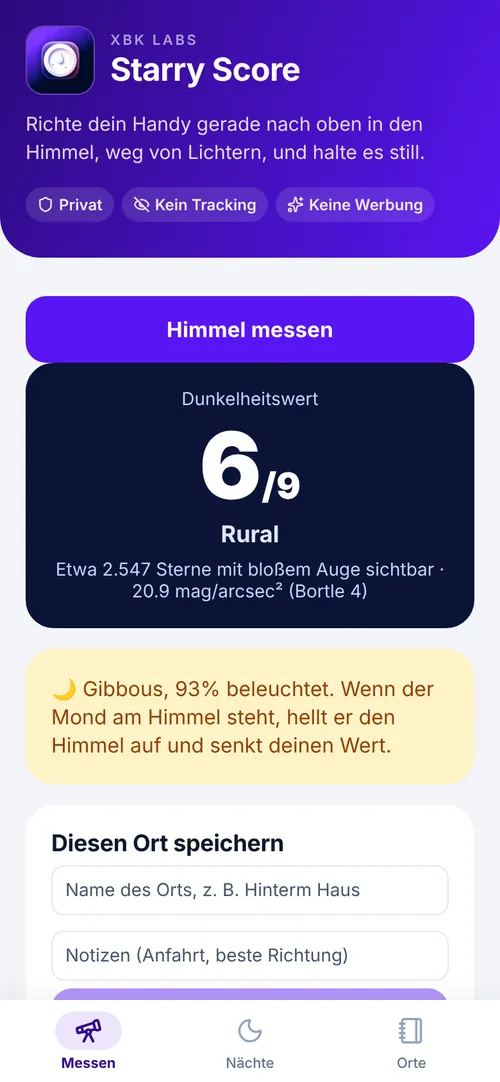 XBK LABS
Starry Score
Richte dein Handy gerade nach oben in den
Himmel, weg von Lichtern, und halte es still.
Privat
Kein Tracking
Keine Werbung
Himmel messen
Dunkelheitswert
6/9
Rural
Etwa 2.547 Sterne mit bloßem Auge sichtbar ·
20.9 mag/arcsec² (Bortle 4)
🌙 Gibbous, 93% beleuchtet. Wenn der
Mond am Himmel steht, hellt er den
Himmel auf und senkt deinen Wert.
Diesen Ort speichern
Name des Orts, z. B. Hinterm Haus
Notizen (Anfahrt, beste Richtung)
Messen
Nächte
Orte